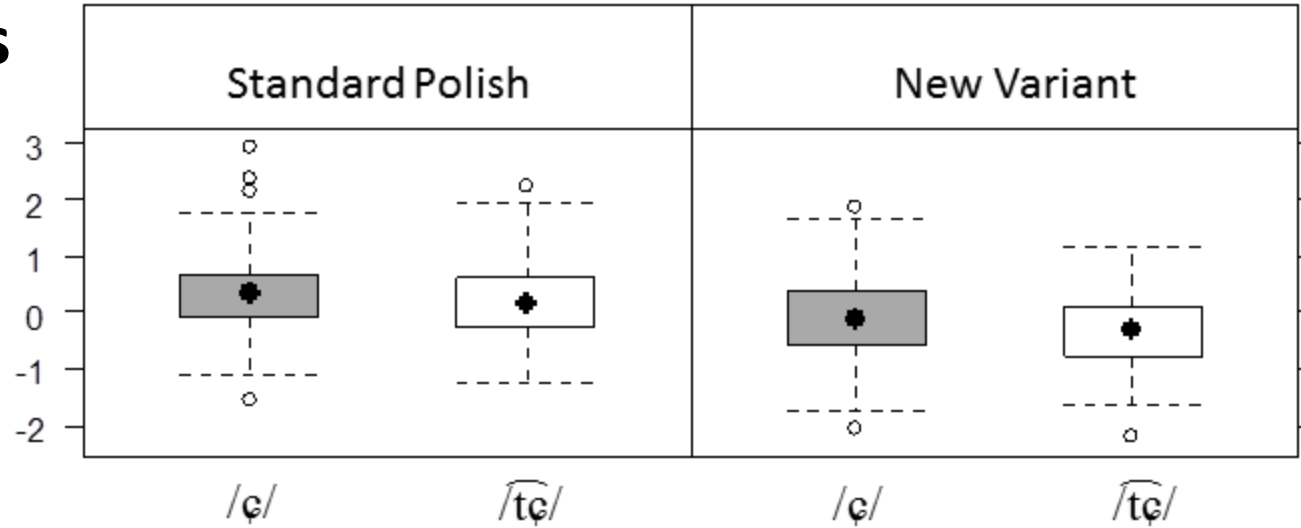 s
Standard Polish New Variant
3
2
1
0
-1
-2
/ɕ/ /t͡ɕ/ /ɕ/ /t͡ɕ/